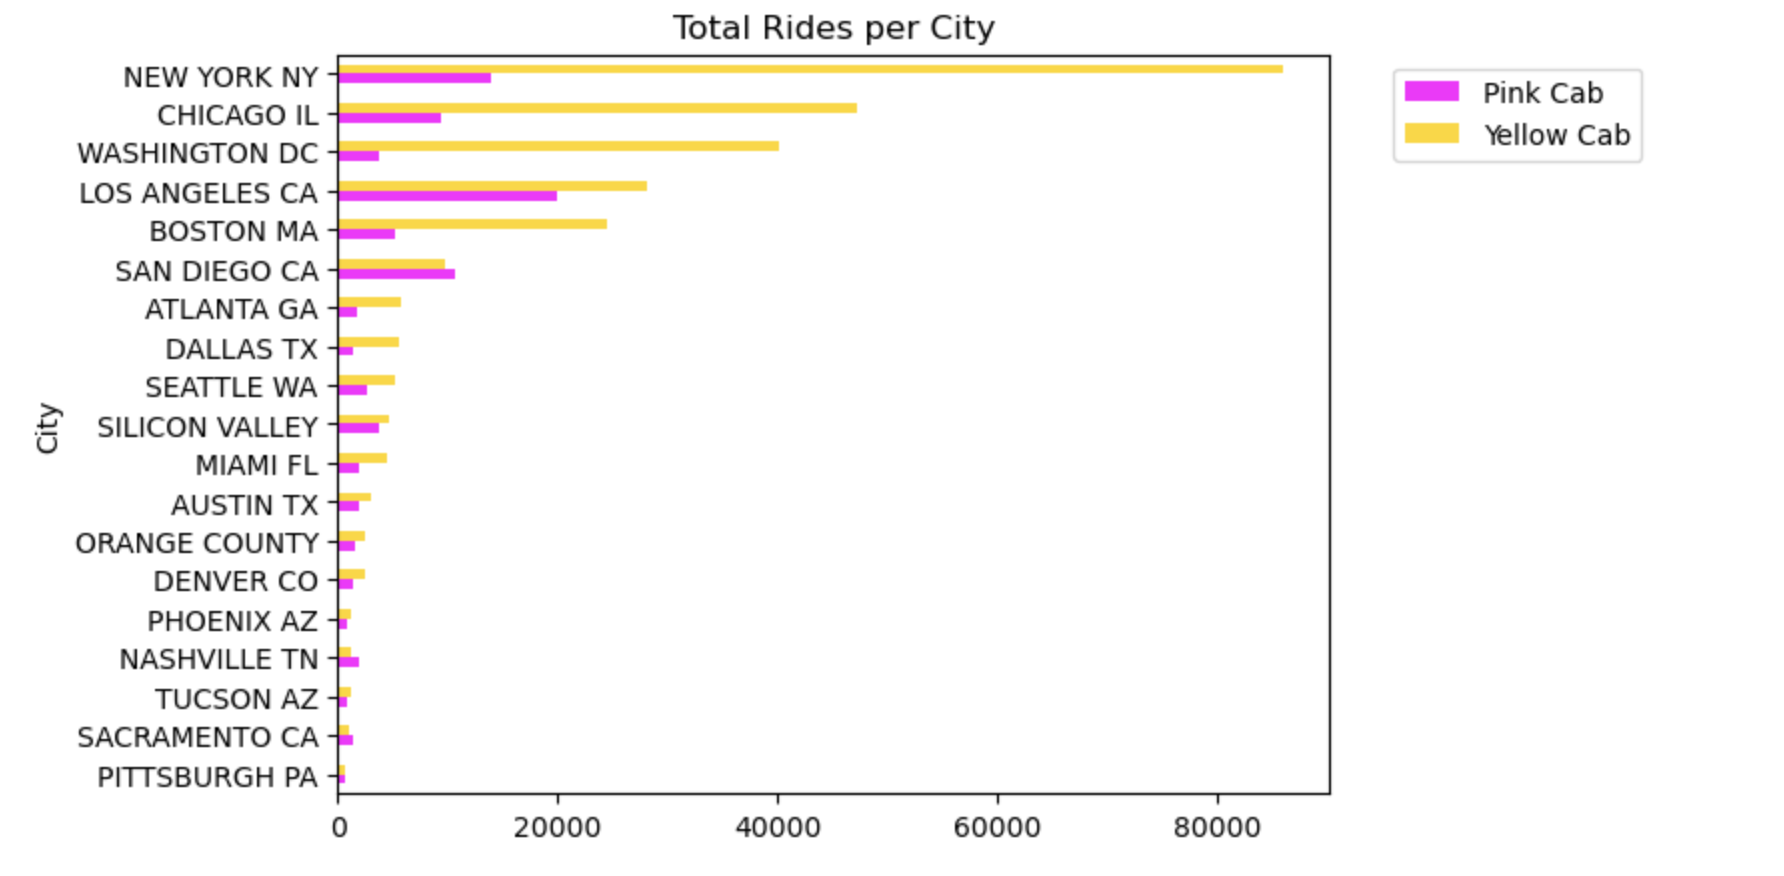 Total Rides per City
NEW YORK NY
CHICAGO IL
WASHINGTON DC
LOS ANGELES CA
BOSTON MA
SAN DIEGO CA
ATLANTA GA
DALLAS TX
SEATTLE WA
SILICON VALLEY
MIAMI FL
AUSTIN TX
ORANGE COUNTY
DENVER CO
PHOENIX AZ
NASHVILLE TN
TUCSON AZ
SACRAMENTO CA
PITTSBURGH PA
City
0 20000 40000 60000 80000
Pink Cab
Yellow Cab